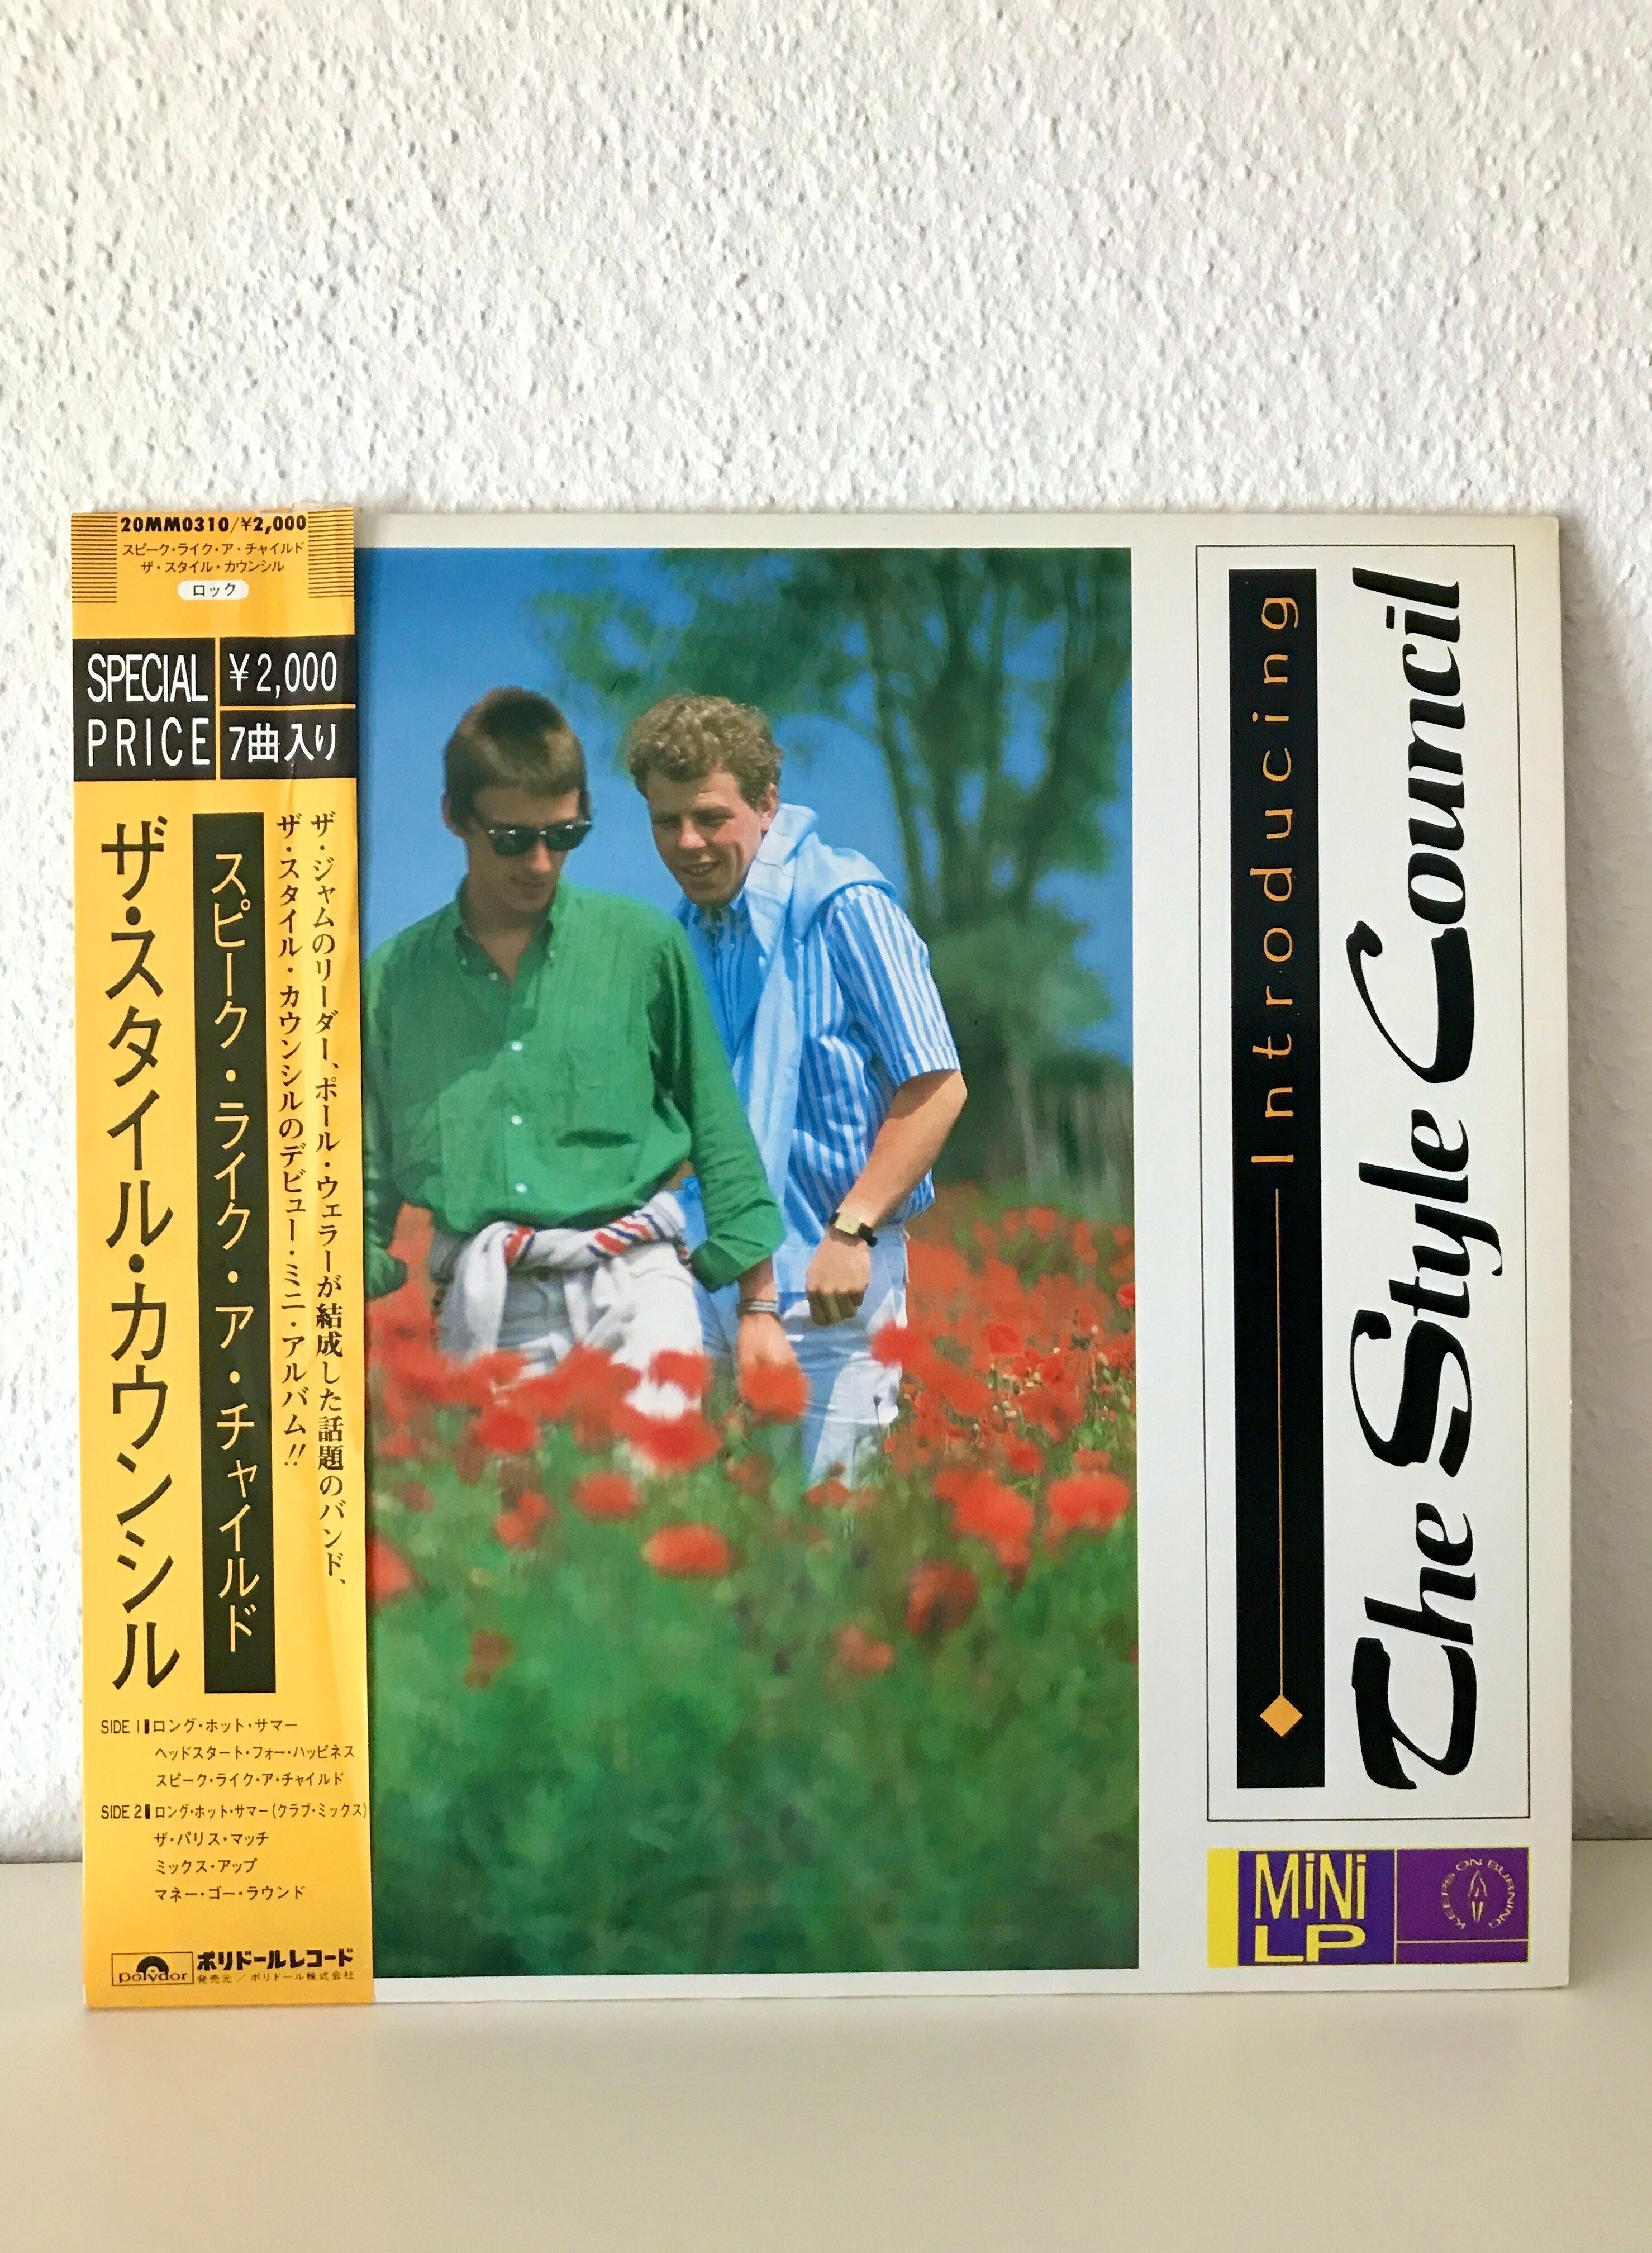 20MM0310/¥2,000
スピーク・ライク・ア・チャイルド
ザ・スタイル・カウンシル
ロック
SPECIAL PRICE
¥2,000
7曲入り
ザ・ジャムのリーダー、ポール・ウェラーが結成した話題のバンド、
ザ・スタイル・カウンシルのデビュー・ミニ・アルバム!!
スピーク・ライク・ア・チャイルド
ザ・スタイル・カウンシル
SIDE 1 ロング・ホット・サマー
ヘッドスタート・フォー・ハッピネス
スピーク・ライク・ア・チャイルド
SIDE 2 ロング・ホット・サマー(クラブ・ミックス)
ザ・パリス・マッチ
ミックス・アップ
マネー・ゴー・ラウンド
polydor
ポリドールレコード
発売元/ポリドール株式会社
Introducing
The Style Council
MiNi
LP
KEEPS ON BURNING